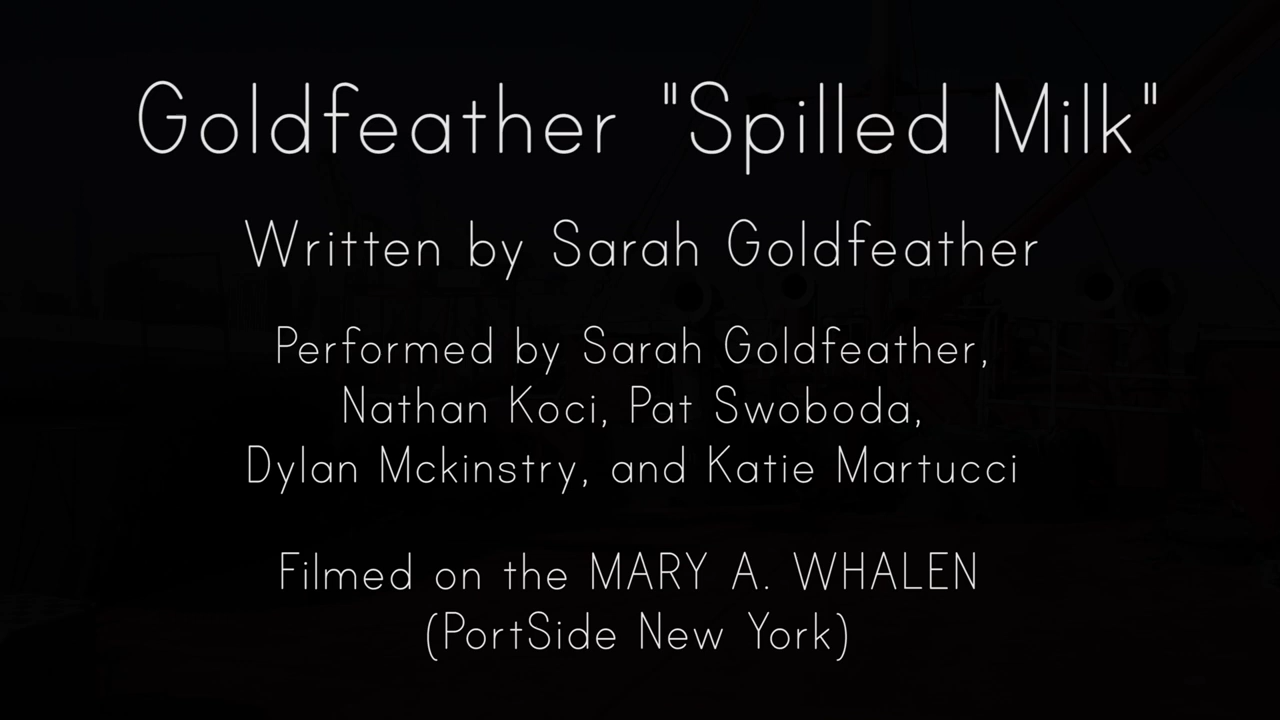 Goldfeather "Spilled Milk"
Written by Sarah Goldfeather
Performed by Sarah Goldfeather,
Nathan Koci, Pat Swoboda,
Dylan Mckinstry, and Katie Martucci
Filmed on the MARY A. WHALEN
(PortSide New York)